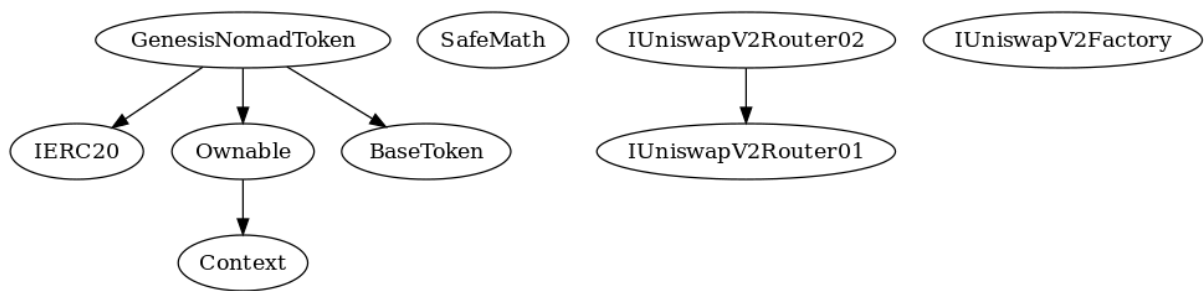 GenesisNomadToken
SafeMath
IUniswapV2Router02
IUniswapV2Factory
IERC20
Ownable
BaseToken
IUniswapV2Router01
Context